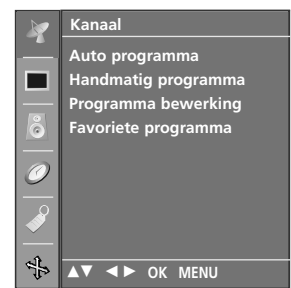 Kanaal
Auto programma
Handmatig programma
Programma bewerking
Favoriete programma
▲▼ ◄► OK MENU